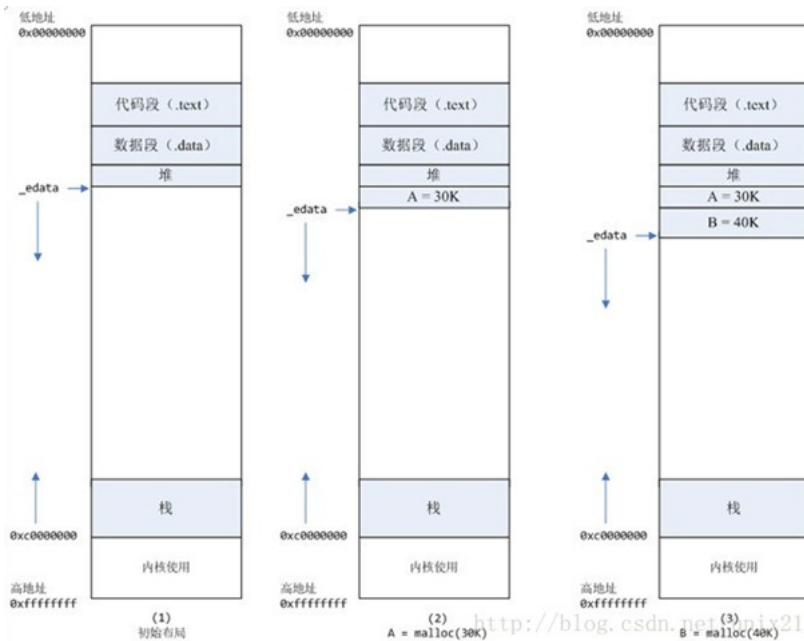 低地址
0x00000000
代码段（.text）
数据段（.data）
堆
_edata
栈
0xc0000000
内核使用
高地址
0xffffffff
(1)
初始布局
低地址
0x00000000
代码段（.text）
数据段（.data）
堆
A = 30K
_edata
栈
0xc0000000
内核使用
高地址
0xffffffff
(2)
A = malloc(30K)
低地址
0x00000000
代码段（.text）
数据段（.data）
堆
A = 30K
B = 40K
_edata
栈
0xc0000000
内核使用
高地址
0xffffffff
(3)
B = malloc(40K)